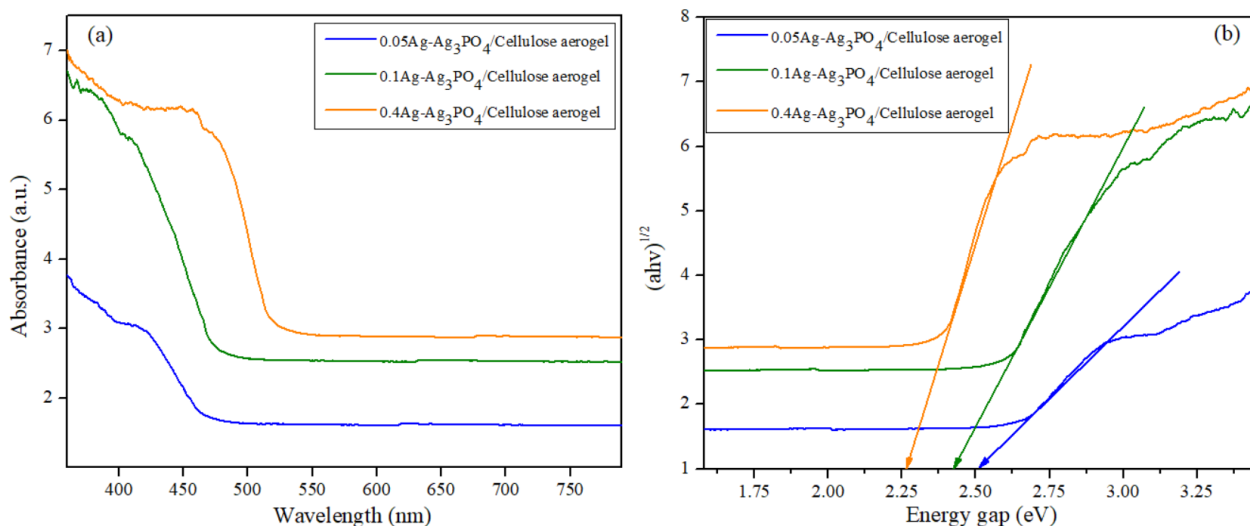 (a)
0.05Ag-Ag3PO4/Cellulose aerogel
0.1Ag-Ag3PO4/Cellulose aerogel
0.4Ag-Ag3PO4/Cellulose aerogel
7
6
5
4
3
2
Absorbance (a.u.)
400 450 500 550 600 650 700 750
Wavelength (nm)
(b)
0.05Ag-Ag3PO4/Cellulose aerogel
0.1Ag-Ag3PO4/Cellulose aerogel
0.4Ag-Ag3PO4/Cellulose aerogel
8
7
6
5
4
3
2
1
(ahv)1/2
1.75 2.00 2.25 2.50 2.75 3.00 3.25
Energy gap (eV)